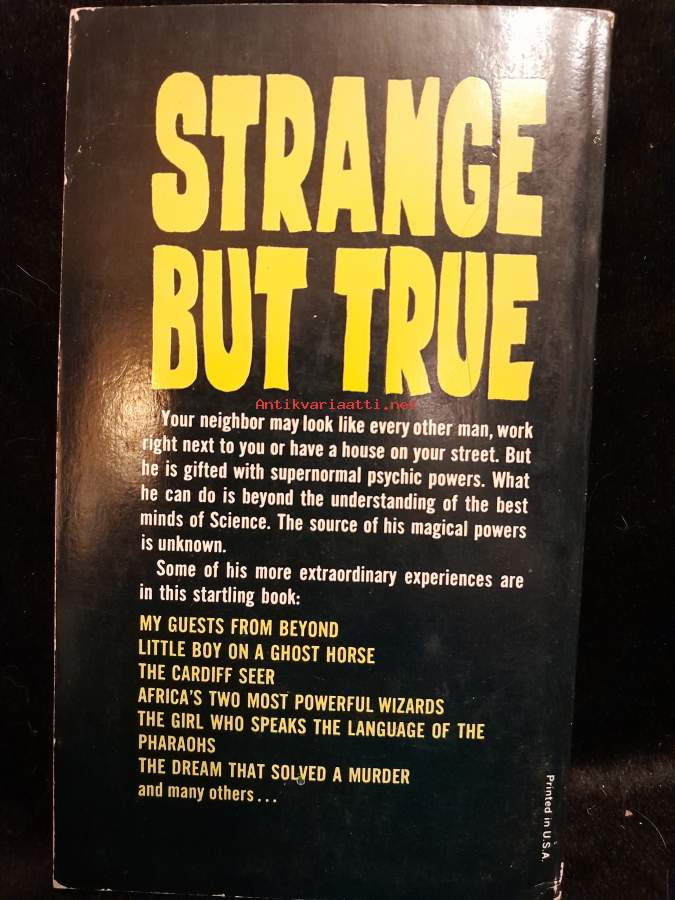 STRANGE
BUT TRUE
Antikvariaatti.net
Your neighbor may look like every other man, work
right next to you or have a house on your street. But
he is gifted with supernormal psychic powers. What
he can do is beyond the understanding of the best
minds of Science. The source of his magical powers
is unknown.
Some of his more extraordinary experiences are
in this startling book:
MY GUESTS FROM BEYOND
LITTLE BOY ON A GHOST HORSE
THE CARDIFF SEER
AFRICA'S TWO MOST POWERFUL WIZARDS
THE GIRL WHO SPEAKS THE LANGUAGE OF THE
PHARAOHS
THE DREAM THAT SOLVED A MURDER
and many others...
Printed in U.S.A.